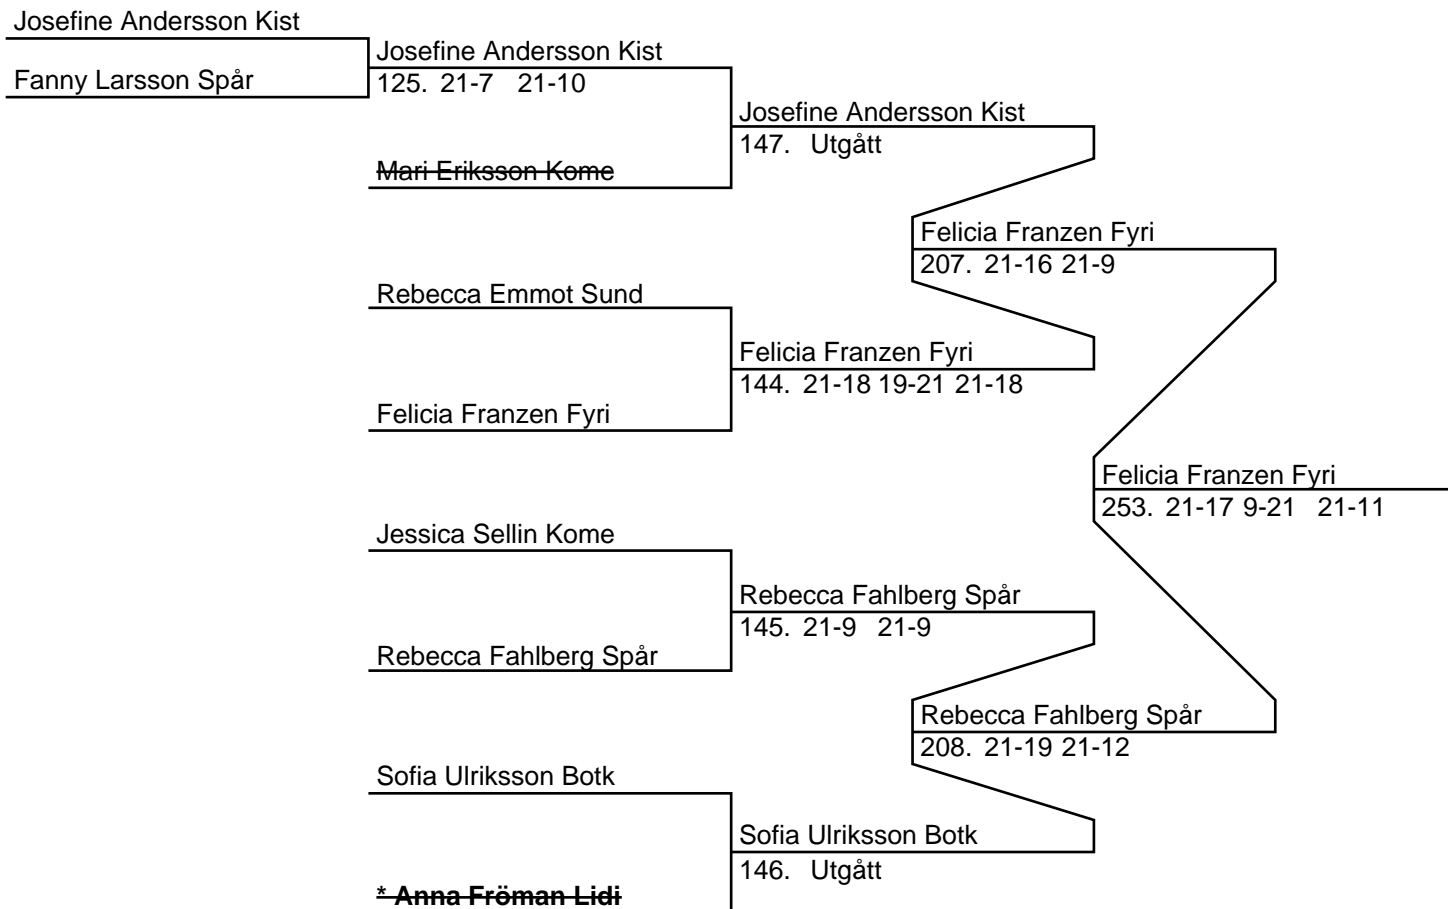 Josefine Andersson Kist
Fanny Larsson Spår
Josefine Andersson Kist
125. 21-7 21-10
Mari Eriksson Kome
Josefine Andersson Kist
147. Utgått
Rebecca Emmot Sund
Felicia Franzen Fyri
Felicia Franzen Fyri
144. 21-18 19-21 21-18
Felicia Franzen Fyri
207. 21-16 21-9
Jessica Sellin Kome
Rebecca Fahlberg Spår
Rebecca Fahlberg Spår
145. 21-9 21-9
Sofia Ulriksson Botk
* Anna Fröman Lidi
Sofia Ulriksson Botk
146. Utgått
Rebecca Fahlberg Spår
208. 21-19 21-12
Felicia Franzen Fyri
253. 21-17 9-21 21-11